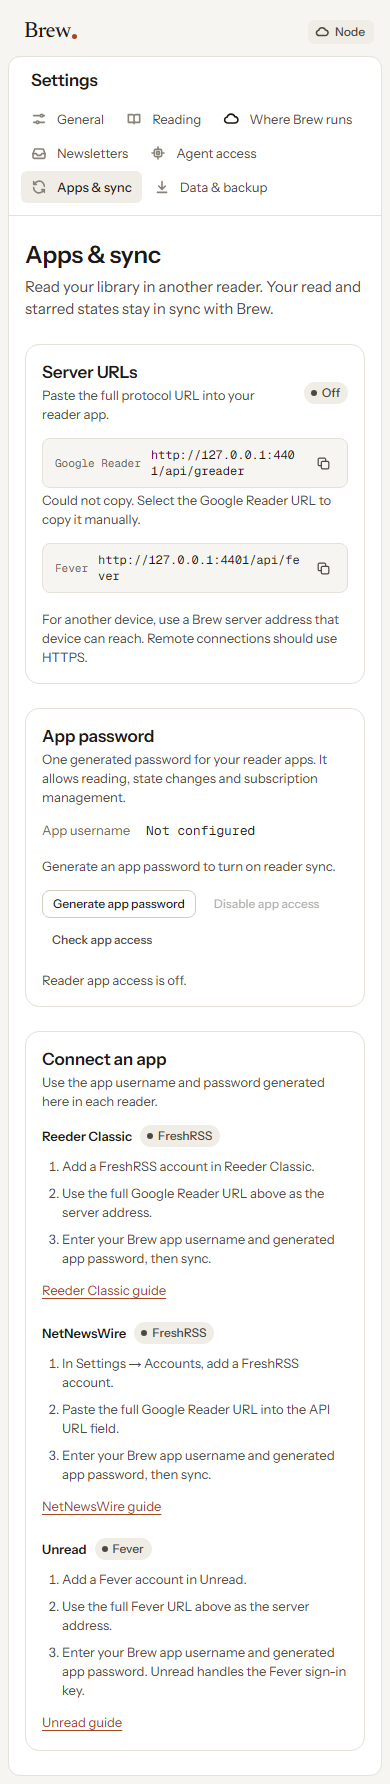 Brew.
Node
Settings
General
Reading
Where Brew runs
Newsletters
Agent access
Apps & sync
Data & backup
Apps & sync
Read your library in another reader. Your read and
starred states stay in sync with Brew.
Server URLs
Paste the full protocol URL into your
reader app.
Off
Google Reader
http://127.0.0.1:440
1/api/greader
Could not copy. Select the Google Reader URL to
copy it manually.
Fever
http://127.0.0.1:4401/api/fe
ver
For another device, use a Brew server address that
device can reach. Remote connections should use
HTTPS.
App password
One generated password for your reader apps. It
allows reading, state changes and subscription
management.
App username Not configured
Generate an app password to turn on reader sync.
Generate app password
Disable app access
Check app access
Reader app access is off.
Connect an app
Use the app username and password generated
here in each reader.
Reeder Classic
FreshRSS
1. Add a FreshRSS account in Reeder Classic.
2. Use the full Google Reader URL above as the
server address.
3. Enter your Brew app username and generated
app password, then sync.
Reeder Classic guide
NetNewsWire
FreshRSS
1. In Settings → Accounts, add a FreshRSS
account.
2. Paste the full Google Reader URL into the API
URL field.
3. Enter your Brew app username and generated
app password, then sync.
NetNewsWire guide
Unread
Fever
1. Add a Fever account in Unread.
2. Use the full Fever URL above as the server
address.
3. Enter your Brew app username and generated
app password. Unread handles the Fever sign-in
key.
Unread guide